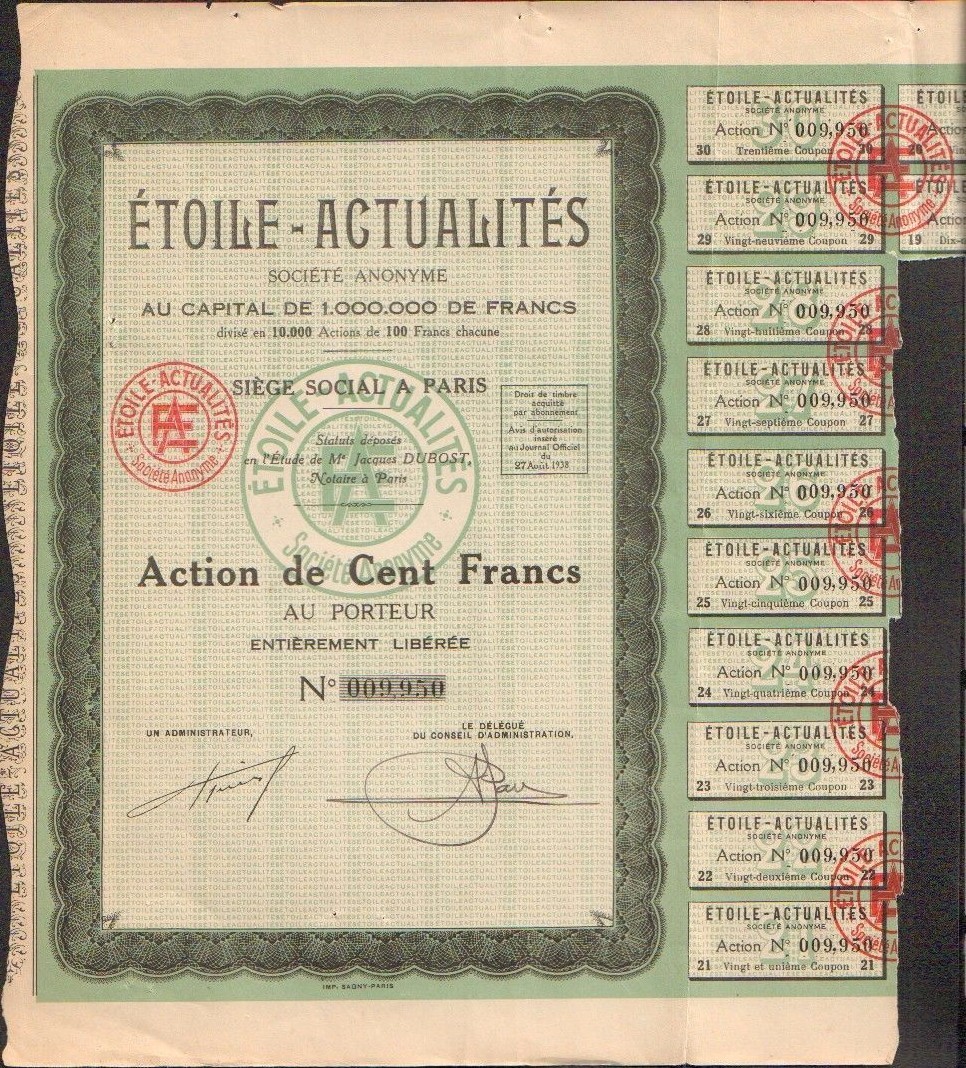 ÉTOILE-ACTUALITÉS
SOCIÉTÉ ANONYME
AU CAPITAL DE 1.000.000 DE FRANCS
divisé en 10.000 Actions de 100 Francs chacune
SIÈGE SOCIAL A PARIS
Statuts déposés
en l'Étude de Me Jacques DUBOST,
Notaire à Paris
Droit de timbre
acquitté
par abonnement
Avis d'autorisation
inséré
au Journal Officiel
du
27 Août 1938
ÉTOILE-ACTUALITÉS
Société Anonyme
ÉTOILE-ACTUALITÉS
Société Anonyme
Action de Cent Francs
AU PORTEUR
ENTIÈREMENT LIBÉRÉE
N° 009,950
UN ADMINISTRATEUR,
LE DÉLÉGUÉ
DU CONSEIL D'ADMINISTRATION,
IMP. SAGNY-PARIS
ÉTOILE-ACTUALITÉS
SOCIÉTÉ ANONYME
Action N° 009,950
30 Trentième Coupon 30
ÉTOILE-ACTUALITÉS
SOCIÉTÉ ANONYME
Action N° 009,950
29 Vingt-neuvième Coupon 29
ÉTOILE-ACTUALITÉS
SOCIÉTÉ ANONYME
Action N° 009,950
28 Vingt-huitième Coupon 28
ÉTOILE-ACTUALITÉS
SOCIÉTÉ ANONYME
Action N° 009,950
27 Vingt-septième Coupon 27
ÉTOILE-ACTUALITÉS
SOCIÉTÉ ANONYME
Action N° 009,950
26 Vingt-sixième Coupon 26
ÉTOILE-ACTUALITÉS
SOCIÉTÉ ANONYME
Action N° 009,950
25 Vingt-cinquième Coupon 25
ÉTOILE-ACTUALITÉS
SOCIÉTÉ ANONYME
Action N° 009,950
24 Vingt-quatrième Coupon 24
ÉTOILE-ACTUALITÉS
SOCIÉTÉ ANONYME
Action N° 009,950
23 Vingt-troisième Coupon 23
ÉTOILE-ACTUALITÉS
SOCIÉTÉ ANONYME
Action N° 009,950
22 Vingt-deuxième Coupon 22
ÉTOILE-ACTUALITÉS
SOCIÉTÉ ANONYME
Action N° 009,950
21 Vingt et unième Coupon 21
ÉTOILE
Action
20
ÉTOILE-ACTUALITÉS
Société Anonyme
ÉTOILE
Action
19